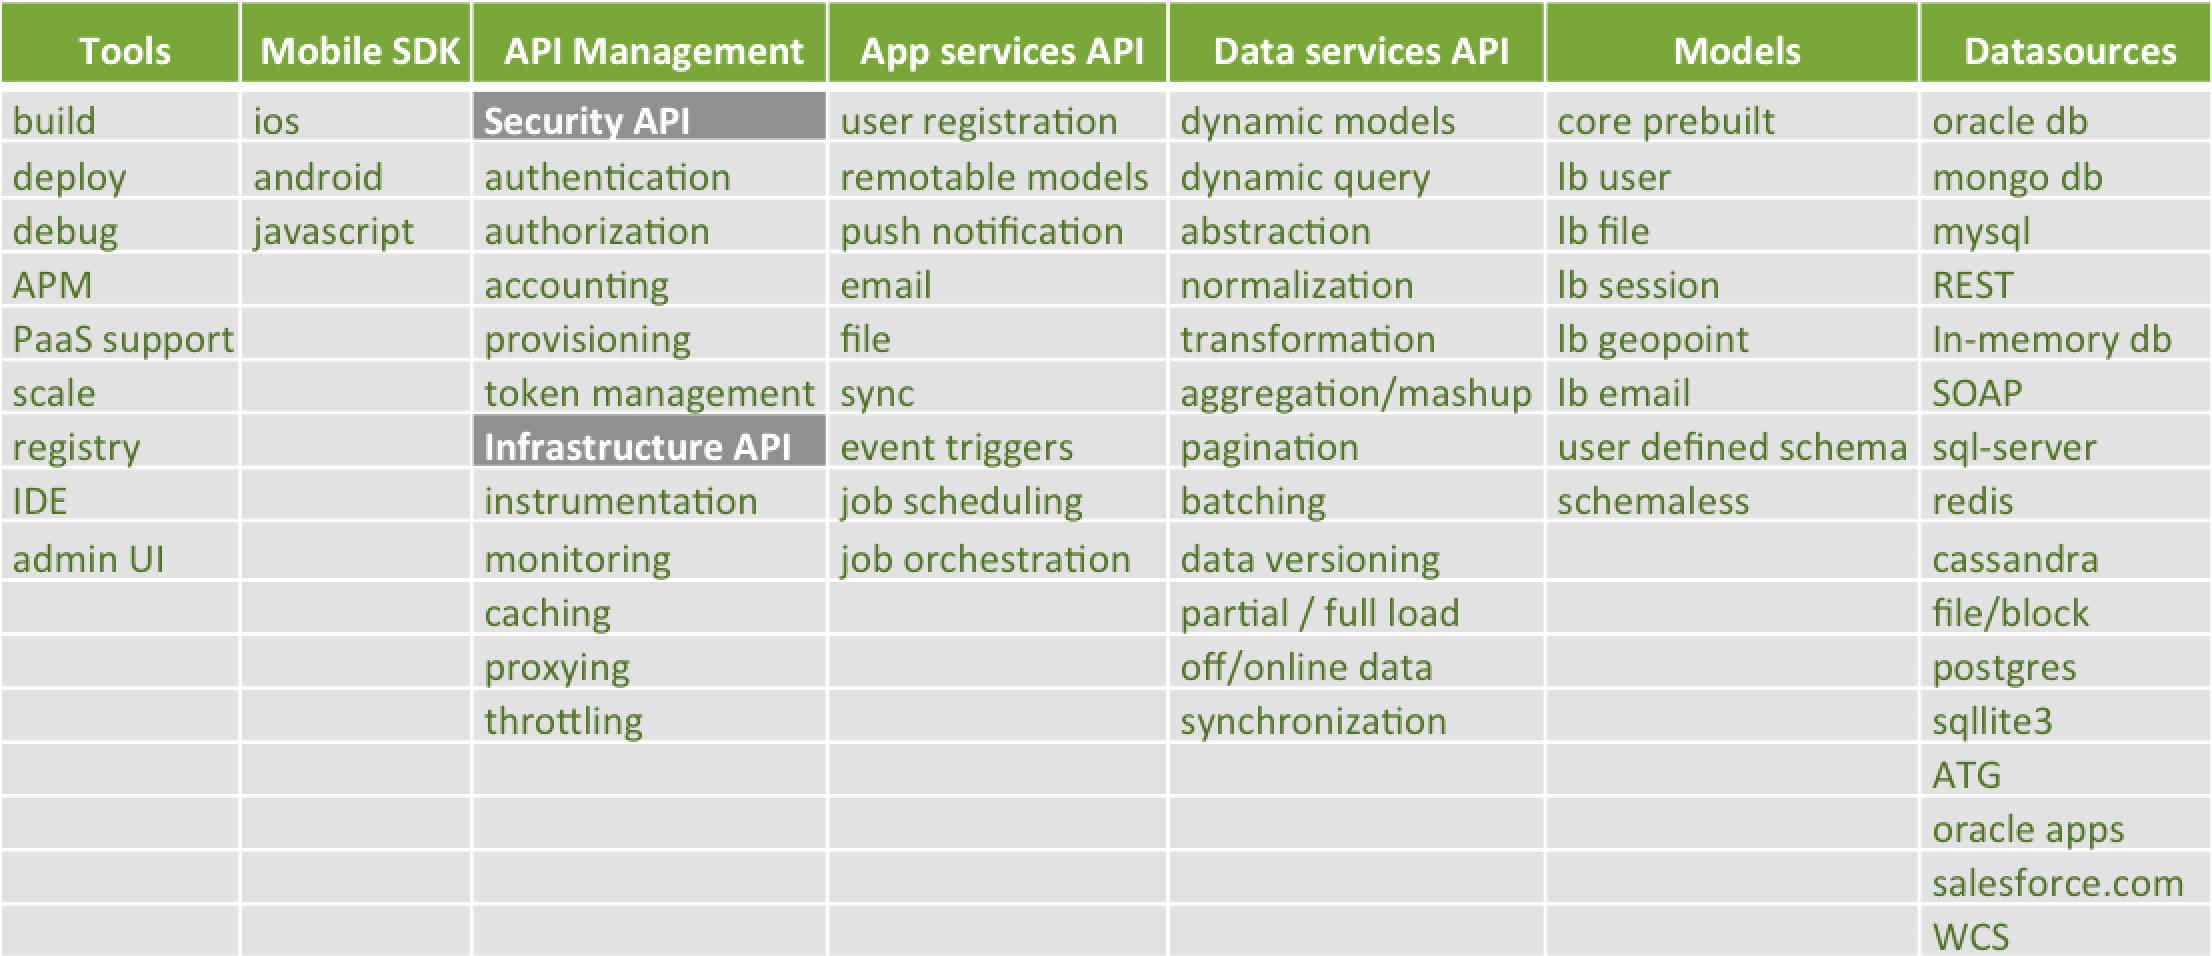 Tools Mobile SDK API Management App services API Data services API Models Datasources
build ios Security API user registration dynamic models core prebuilt oracle db
deploy android authentication remotable models dynamic query lb user mongo db
debug javascript authorization push notification abstraction lb file mysql
APM accounting email normalization lb session REST
PaaS support provisioning file transformation lb geopoint In-memory db
scale token management sync aggregation/mashup lb email SOAP
registry Infrastructure API event triggers pagination user defined schema sql-server
IDE instrumentation job scheduling batching schemaless redis
admin UI monitoring job orchestration data versioning cassandra
caching partial / full load file/block
proxying off/online data postgres
throttling synchronization sqllite3
ATG
oracle apps
salesforce.com
WCS